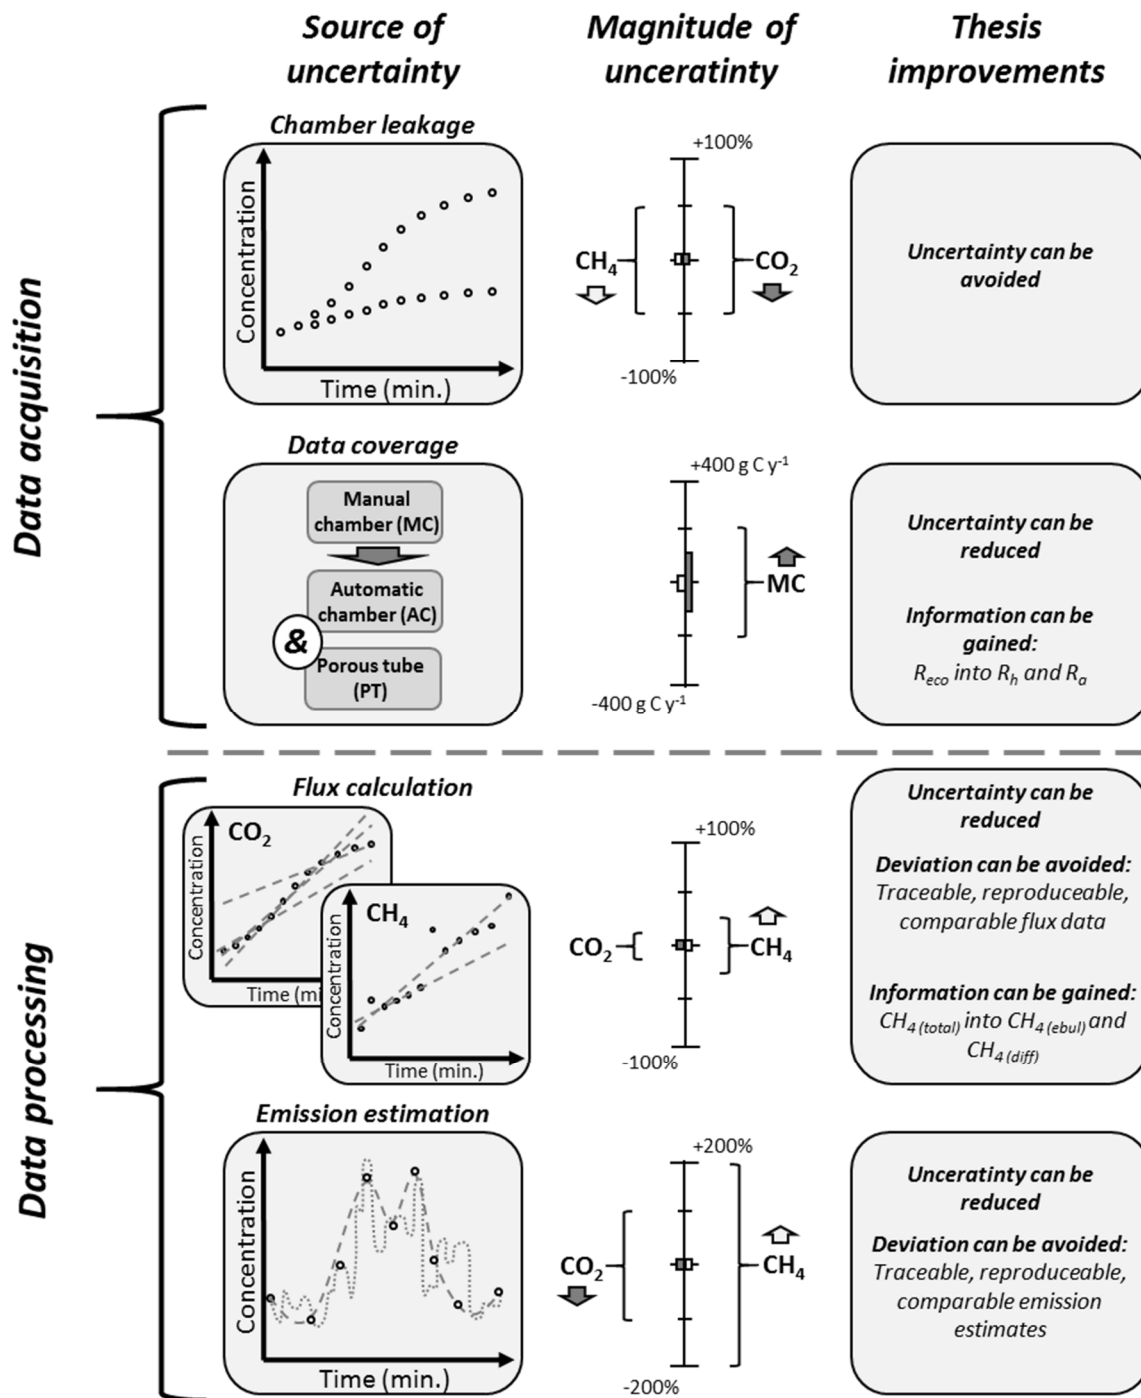 Source of
uncertainty
Magnitude of
unceratinty
Thesis
improvements
Data acquisition
Chamber leakage
Concentration
Time (min.)
+100%
CH4
CO2
-100%
Uncertainty can be
avoided
Data coverage
Manual
chamber (MC)
Automatic
chamber (AC)
&
Porous tube
(PT)
+400 g C y-1
MC
-400 g C y-1
Uncertainty can be
reduced
Information can be
gained:
Reco into Rh and Ra
Data processing
Flux calculation
CO2
Concentration
Time (mi
CH4
Concentration
Time (min.)
+100%
CO2
CH4
-100%
Uncertainty can be
reduced
Deviation can be avoided:
Traceable, reproduceable,
comparable flux data
Information can be gained:
CH4 (total) into CH4 (ebul) and
CH4 (diff)
Emission estimation
Concentration
Time (min.)
+200%
CO2
CH4
-200%
Unceratinty can be
reduced
Deviation can be avoided:
Traceable, reproduceable,
comparable emission
estimates